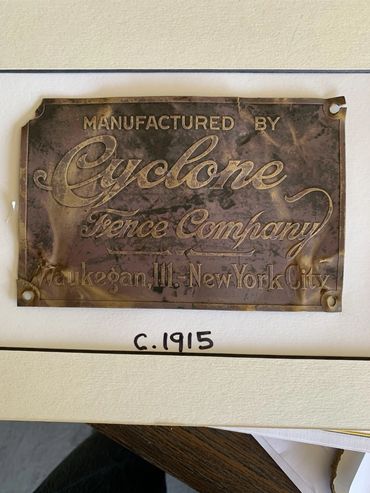 MANUFACTURED BY
Cyclone
Fence Company
Waukegan, Ill. New York City
C. 1915